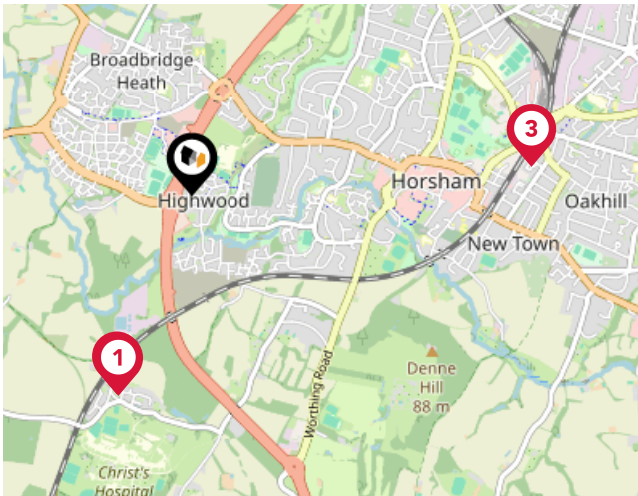 Broadbridge
Heath
3
Highwood
Horsham
Oakhill
New Town
1
Worthing Road
Denne
Hill
88 m
Christ's
Hospital